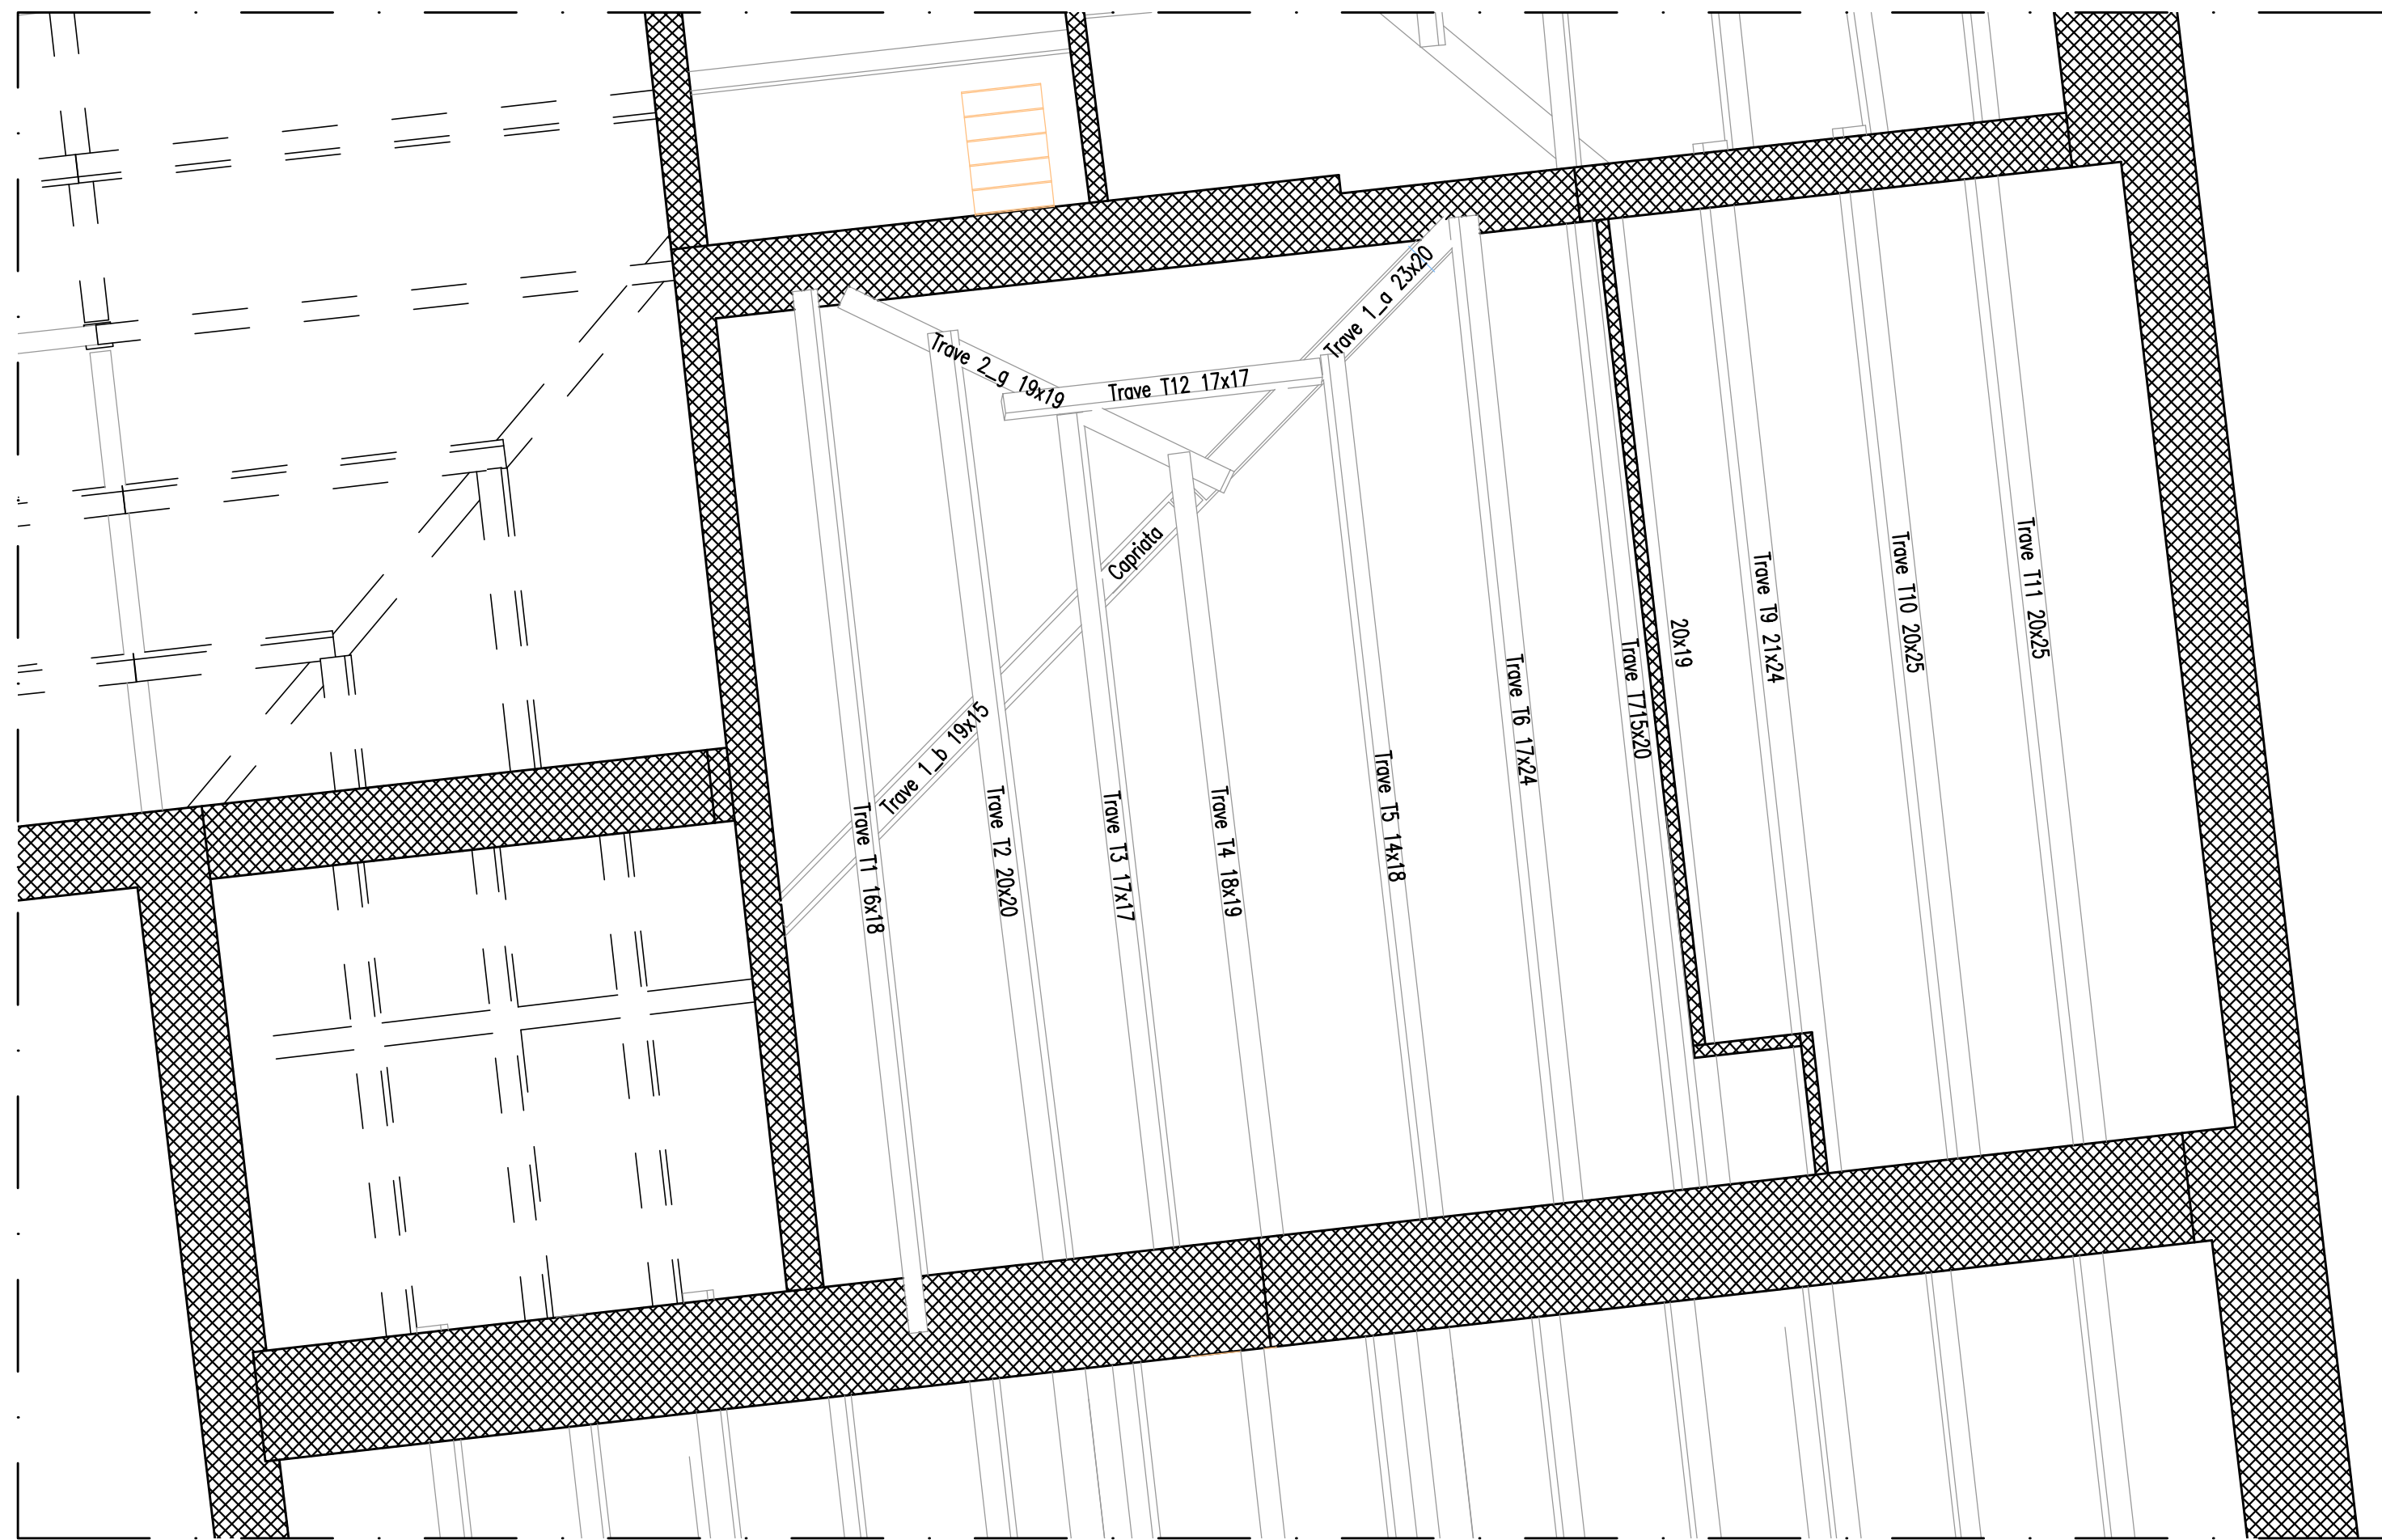 Trave 1_a 23x20
Trave 2_g 19x19
Trave T12 17x17
Capriata
Trave 1_b 19x15
Trave T1 16x18
Trave T2 20x20
Trave T3 17x17
Trave T4 18x19
Trave T5 14x18
Trave T6 17x24
Trave T715x20
20x19
Trave T9 21x24
Trave T10 20x25
Trave T11 20x25